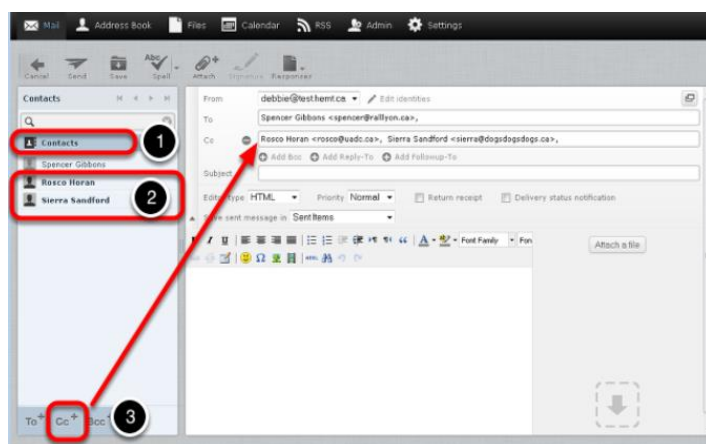 Mail Address Book Files Calendar RSS Admin Settings
Cancel Send Save Spell Attach Signature Responses
Contacts
From debbie@test.hemt.ca Edit identities
To Spencer Gibbons <spencer@ralllyon.ca>,
Contacts 1
Cc Rosco Horan <rosco@uadc.ca>, Sierra Sandford <sierra@dogsdogsdogs.ca>,
Spencer Gibbons
Add Bcc Add Reply-To Add Followup-To
Rosco Horan
Subject
Sierra Sandford 2
Editor type HTML Priority Normal Return receipt Delivery status notification
Save sent message in Sent Items
Font Family Fon
Attach a file
To+ Cc+ Bcc+ 3